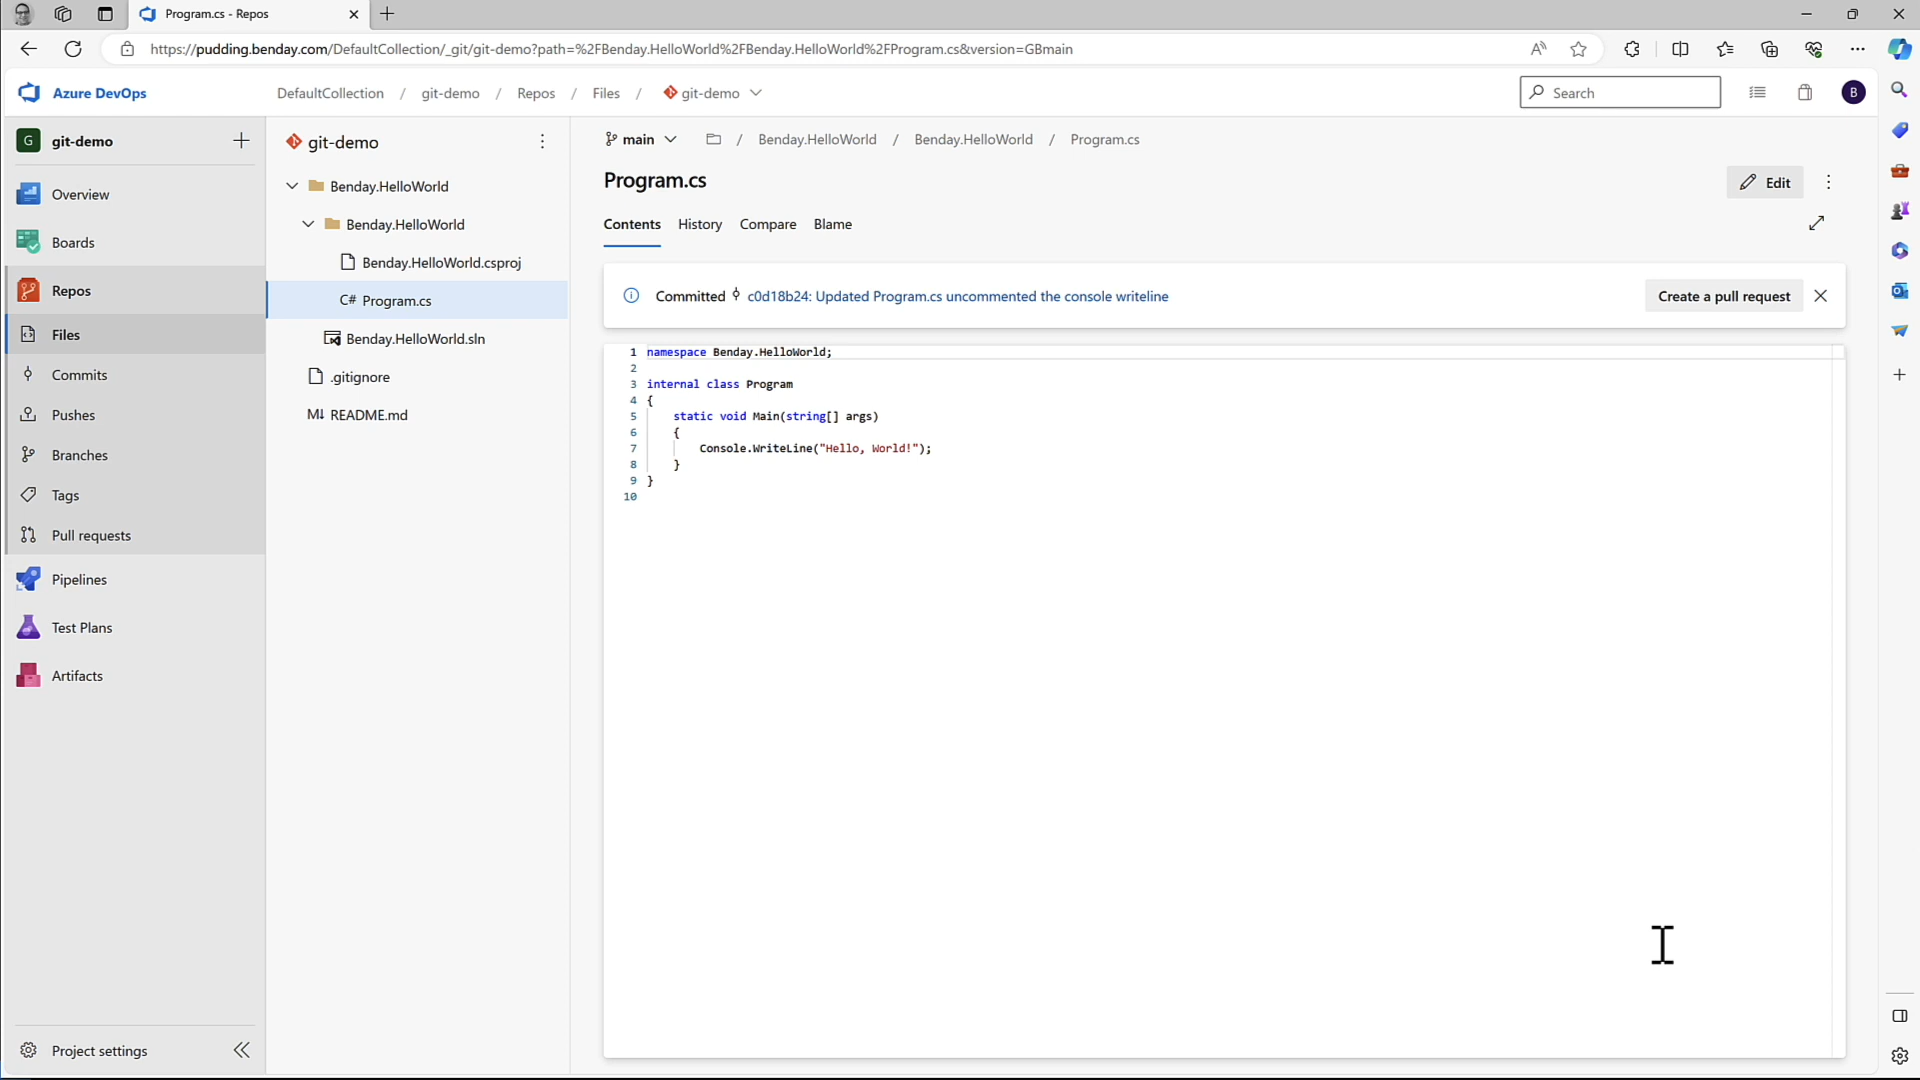 Program.cs - Repos
https://pudding.benday.com/DefaultCollection/_git/git-demo?path=%2FBenday.HelloWorld%2FBenday.HelloWorld%2FProgram.cs&version=GBmain
Azure DevOps
DefaultCollection / git-demo / Repos / Files / git-demo
Search
B
G git-demo
Overview
Boards
Repos
Files
Commits
Pushes
Branches
Tags
Pull requests
Pipelines
Test Plans
Artifacts
Project settings
git-demo
Benday.HelloWorld
Benday.HelloWorld
Benday.HelloWorld.csproj
C# Program.cs
Benday.HelloWorld.sln
.gitignore
M↓ README.md
main / Benday.HelloWorld / Benday.HelloWorld / Program.cs
Program.cs
Edit
Contents History Compare Blame
Committed c0d18b24: Updated Program.cs uncommented the console writeline
Create a pull request
1 namespace Benday.HelloWorld;
2
3 internal class Program
4 {
5 static void Main(string[] args)
6 {
7 Console.WriteLine("Hello, World!");
8 }
9 }
10